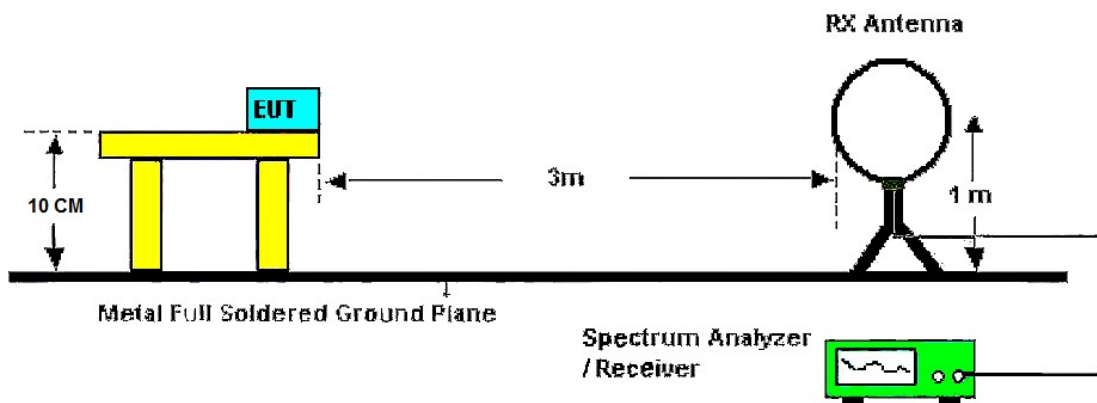 RX Antenna
EUT
3m
10 CM
1 m
Metal Full Soldered Ground Plane
Spectrum Analyzer
/ Receiver